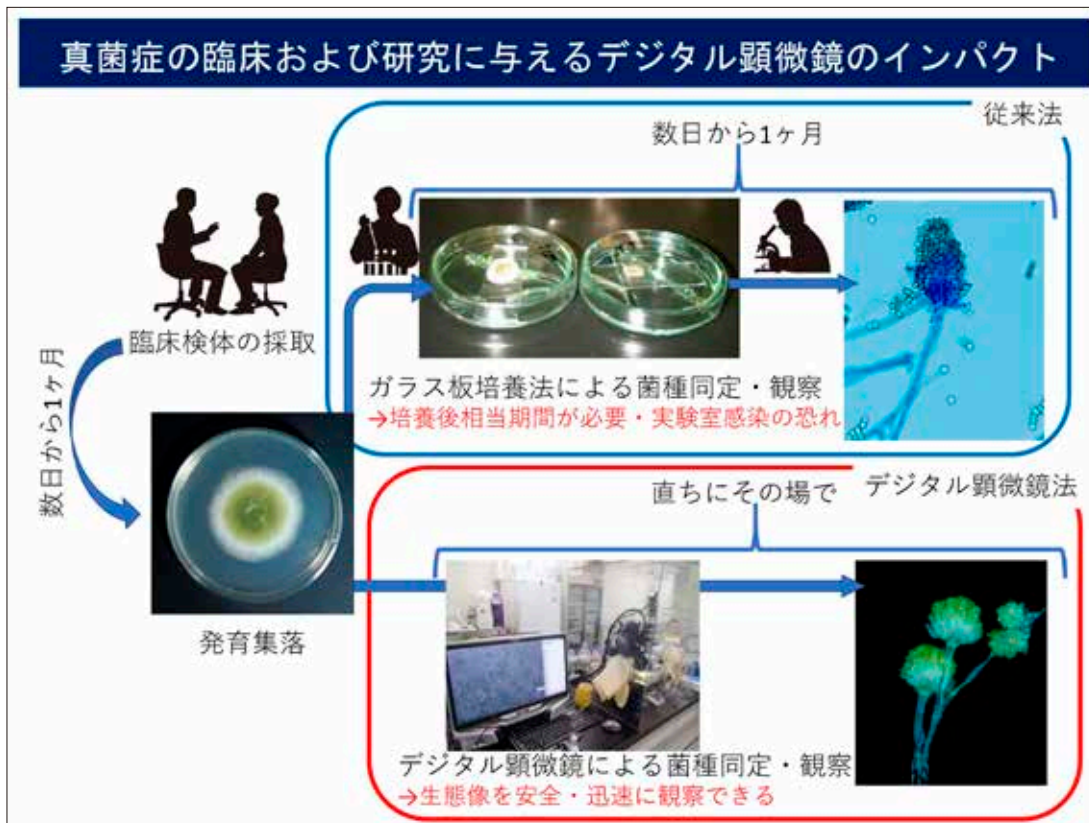 真菌症の臨床および研究に与えるデジタル顕微鏡のインパクト
従来法
数日から1ヶ月
臨床検体の採取
数日から1ヶ月
ガラス板培養法による菌種同定・観察
→培養後相当期間が必要・実験室感染の恐れ
発育集落
デジタル顕微鏡法
直ちにその場で
デジタル顕微鏡による菌種同定・観察
→生態像を安全・迅速に観察できる